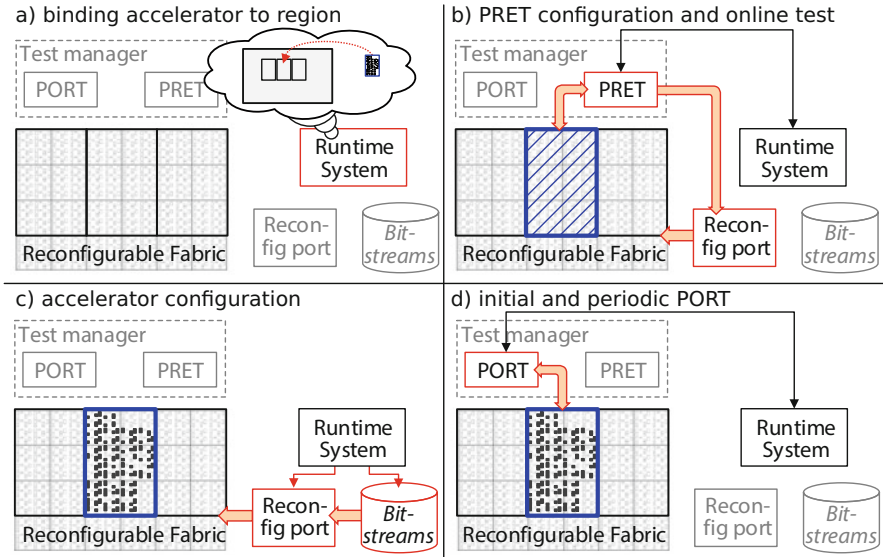 a) binding accelerator to region
Test manager
PORT
PRET
Runtime
System
Recon-
fig port
Bit-
streams
Reconfigurable Fabric
b) PRET configuration and online test
Test manager
PORT
PRET
Runtime
System
Recon-
fig port
Bit-
streams
Reconfigurable Fabric
c) accelerator configuration
Test manager
PORT
PRET
Runtime
System
Recon-
fig port
Bit-
streams
Reconfigurable Fabric
d) initial and periodic PORT
Test manager
PORT
PRET
Runtime
System
Recon-
fig port
Bit-
streams
Reconfigurable Fabric